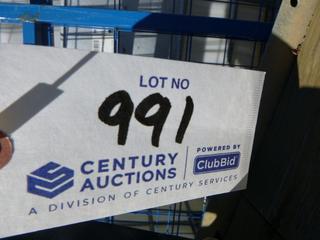 LOT NO
991
CENTURY
AUCTIONS
POWERED BY
ClubBid
A DIVISION OF CENTURY SERVICES